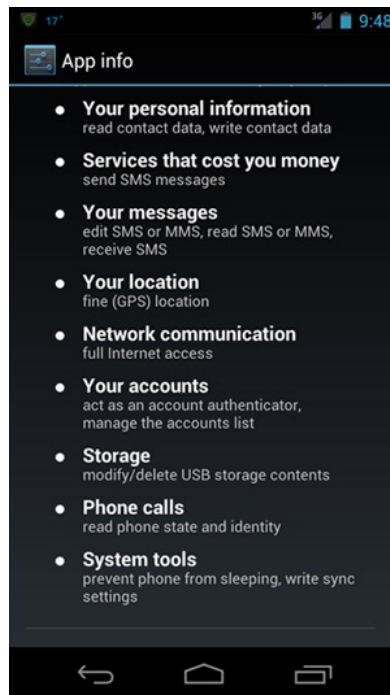 17°
3G
9:48
App info
Your personal information
read contact data, write contact data
Services that cost you money
send SMS messages
Your messages
edit SMS or MMS, read SMS or MMS,
receive SMS
Your location
fine (GPS) location
Network communication
full Internet access
Your accounts
act as an account authenticator,
manage the accounts list
Storage
modify/delete USB storage contents
Phone calls
read phone state and identity
System tools
prevent phone from sleeping, write sync
settings